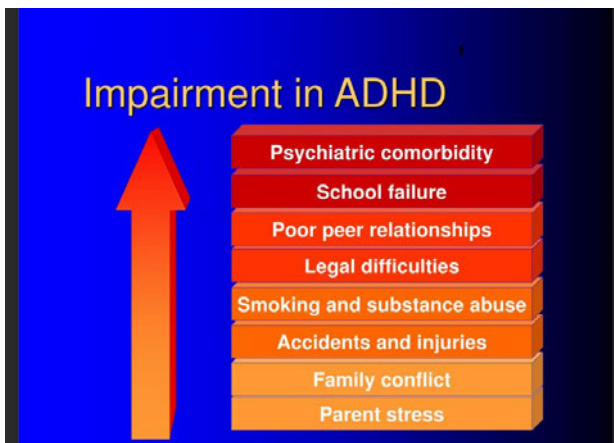 Impairment in ADHD
Psychiatric comorbidity
School failure
Poor peer relationships
Legal difficulties
Smoking and substance abuse
Accidents and injuries
Family conflict
Parent stress